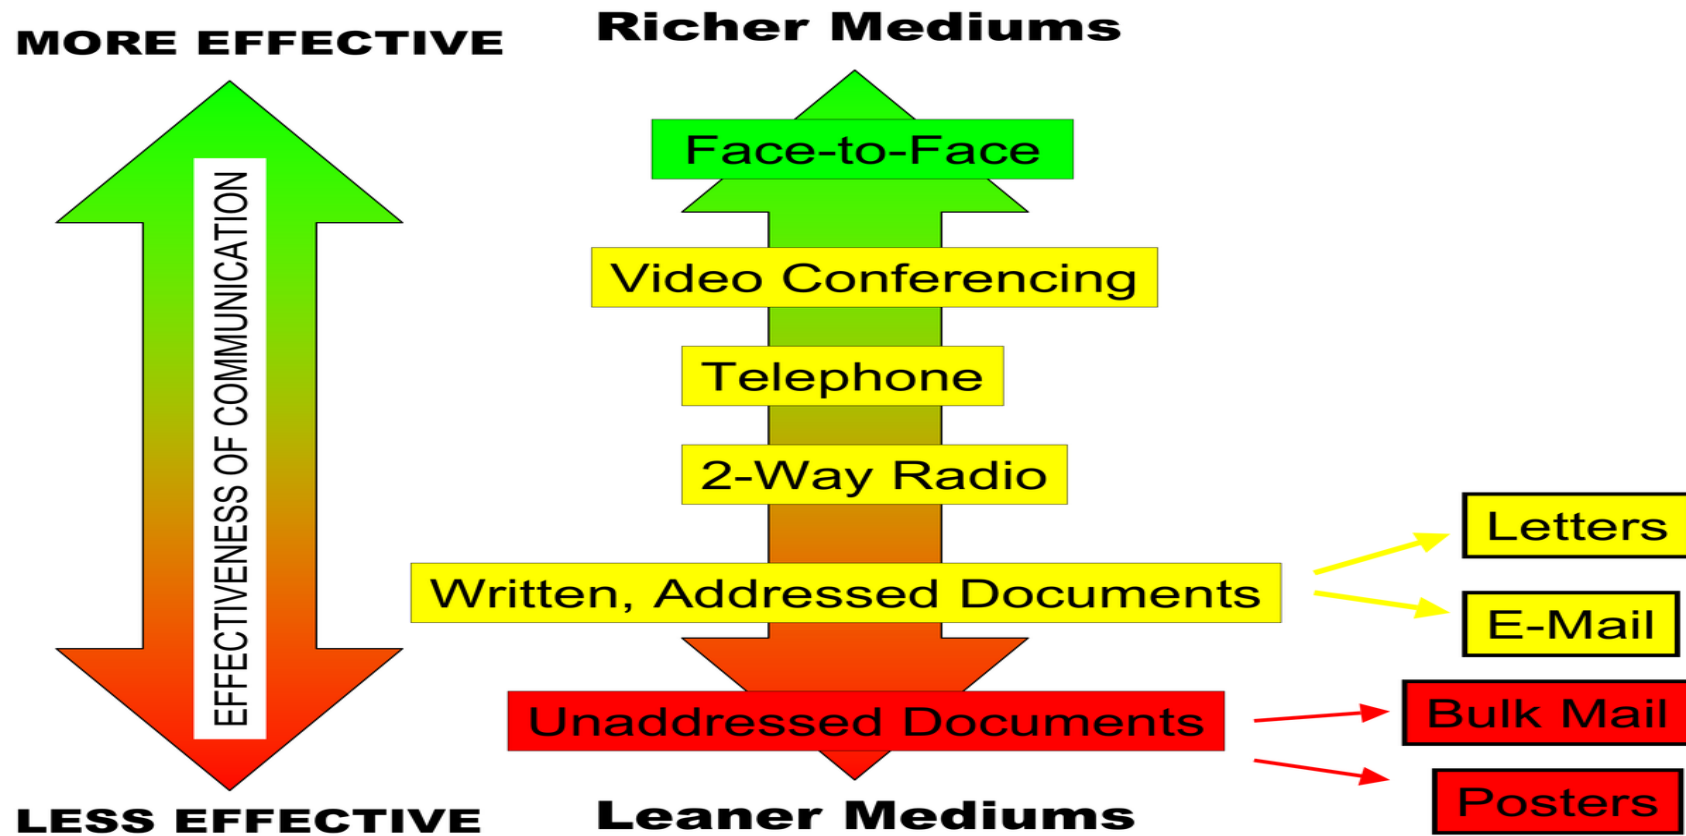 MORE EFFECTIVE
Richer Mediums
EFFECTIVENESS OF COMMUNICATION
Face-to-Face
Video Conferencing
Telephone
2-Way Radio
Written, Addressed Documents
Letters
E-Mail
Unaddressed Documents
Bulk Mail
Posters
LESS EFFECTIVE
Leaner Mediums